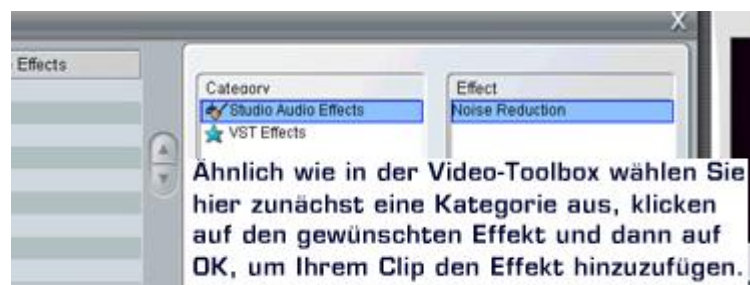 X
Effects
Category
Effect
Studio Audio Effects
Noise Reduction
VST Effects
Ähnlich wie in der Video-Toolbox wählen Sie
hier zunächst eine Kategorie aus, klicken
auf den gewünschten Effekt und dann auf
OK, um Ihrem Clip den Effekt hinzuzufügen.